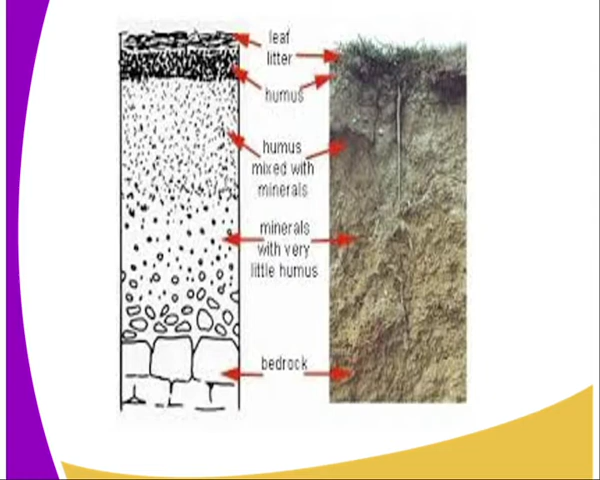 leaf
litter
humus
humus
mixed with
minerals
minerals
with very
little humus
bedrock